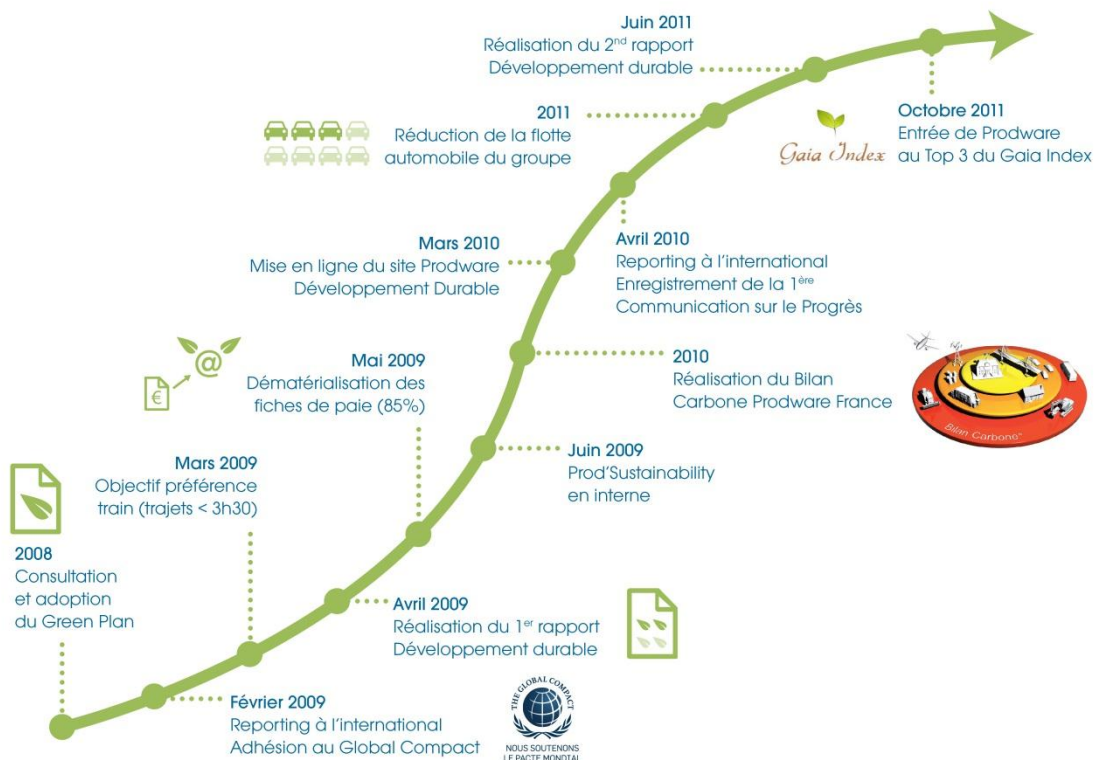 Juin 2011
Réalisation du 2nd rapport
Développement durable
Octobre 2011
Entrée de Prodware
au Top 3 du Gaia Index
Gaia Index
2011
Réduction de la flotte
automobile du groupe
Avril 2010
Reporting à l'international
Enregistrement de la 1ère
Communication sur le Progrès
Mars 2010
Mise en ligne du site Prodware
Développement Durable
2010
Réalisation du Bilan
Carbone Prodware France
Bilan Carbone
@
€
Mai 2009
Dématérialisation des
fiches de paie (85%)
Juin 2009
Prod'Sustainability
en interne
Mars 2009
Objectif préférence
train (trajets < 3h30)
2008
Consultation
et adoption
du Green Plan
Avril 2009
Réalisation du 1er rapport
Développement durable
Février 2009
Reporting à l'international
Adhésion au Global Compact
THE GLOBAL COMPACT
NOUS SOUTENONS
LE PACTE MONDIAL